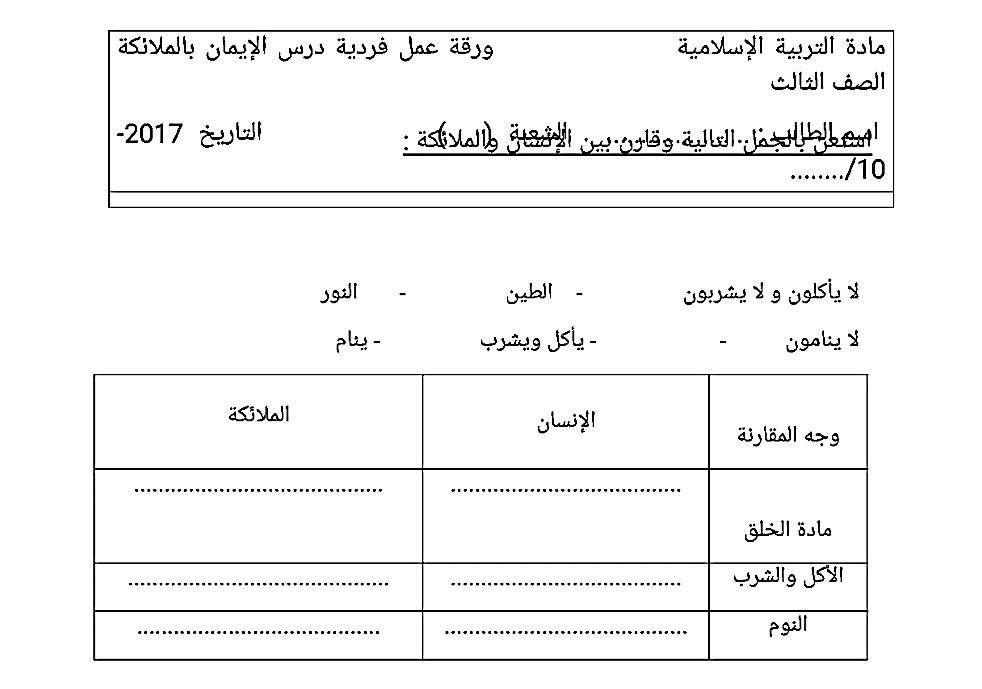 مادة التربية الإسلامية ورقة عمل فردية درس الإيمان بالملائكة
الصف الثالث
اسم الطالب : ........................ الشعبة ( ) التاريخ 2017-
استعن بالجمل التالية وقارن بين الإنسان والملائكة :
10/........
لا يأكلون و لا يشربون - الطين - النور
لا ينامون - - يأكل ويشرب - ينام
وجه المقارنة الإنسان الملائكة
مادة الخلق ...................................... .........................................
الأكل والشرب ...................................... ...........................................
النوم ........................................ ........................................